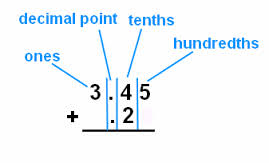 decimal point tenths
ones hundredths
3.45
+ .2